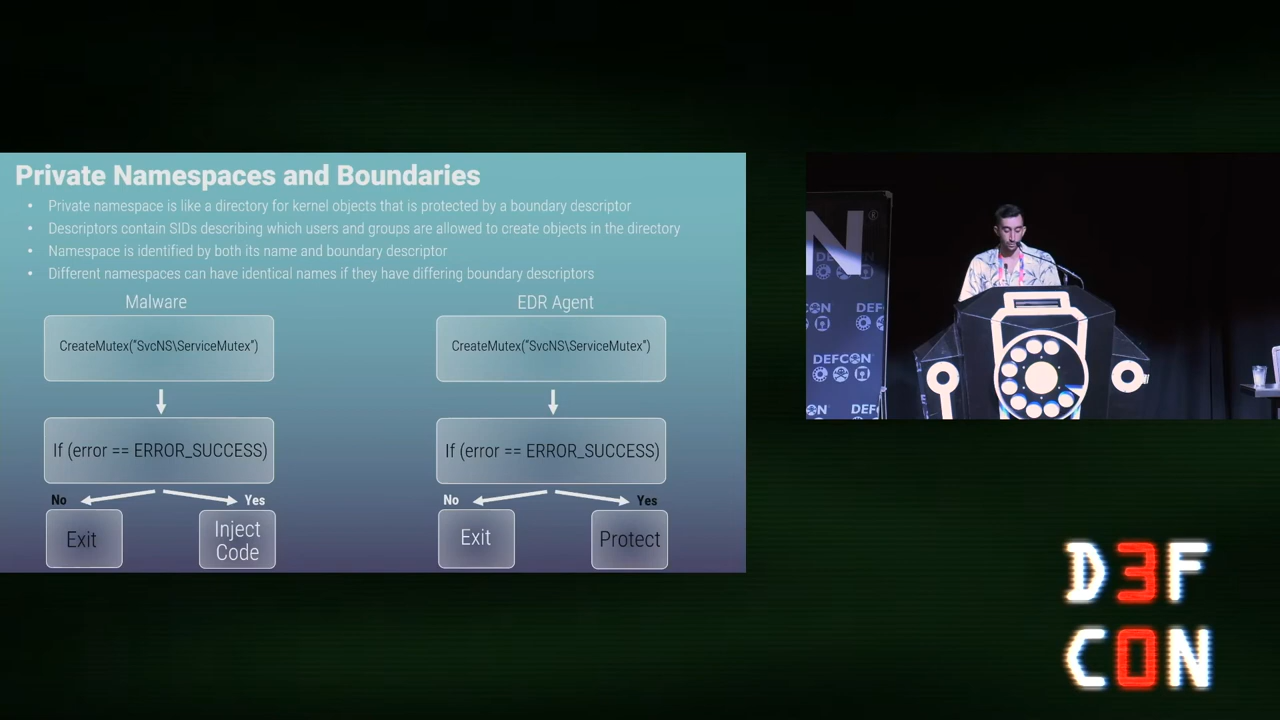 Private Namespaces and Boundaries
• Private namespace is like a directory for kernel objects that is protected by a boundary descriptor
• Descriptors contain SIDs describing which users and groups are allowed to create objects in the directory
• Namespace is identified by both its name and boundary descriptor
• Different namespaces can have identical names if they have differing boundary descriptors
Malware
EDR Agent
CreateMutex("SvcNS\ServiceMutex")
CreateMutex("SvcNS\ServiceMutex")
If (error == ERROR_SUCCESS)
If (error == ERROR_SUCCESS)
No
Yes
No
Yes
Exit
Inject
Code
Exit
Protect
N®
DEF
DEFCON
DEF
D3F
C0N